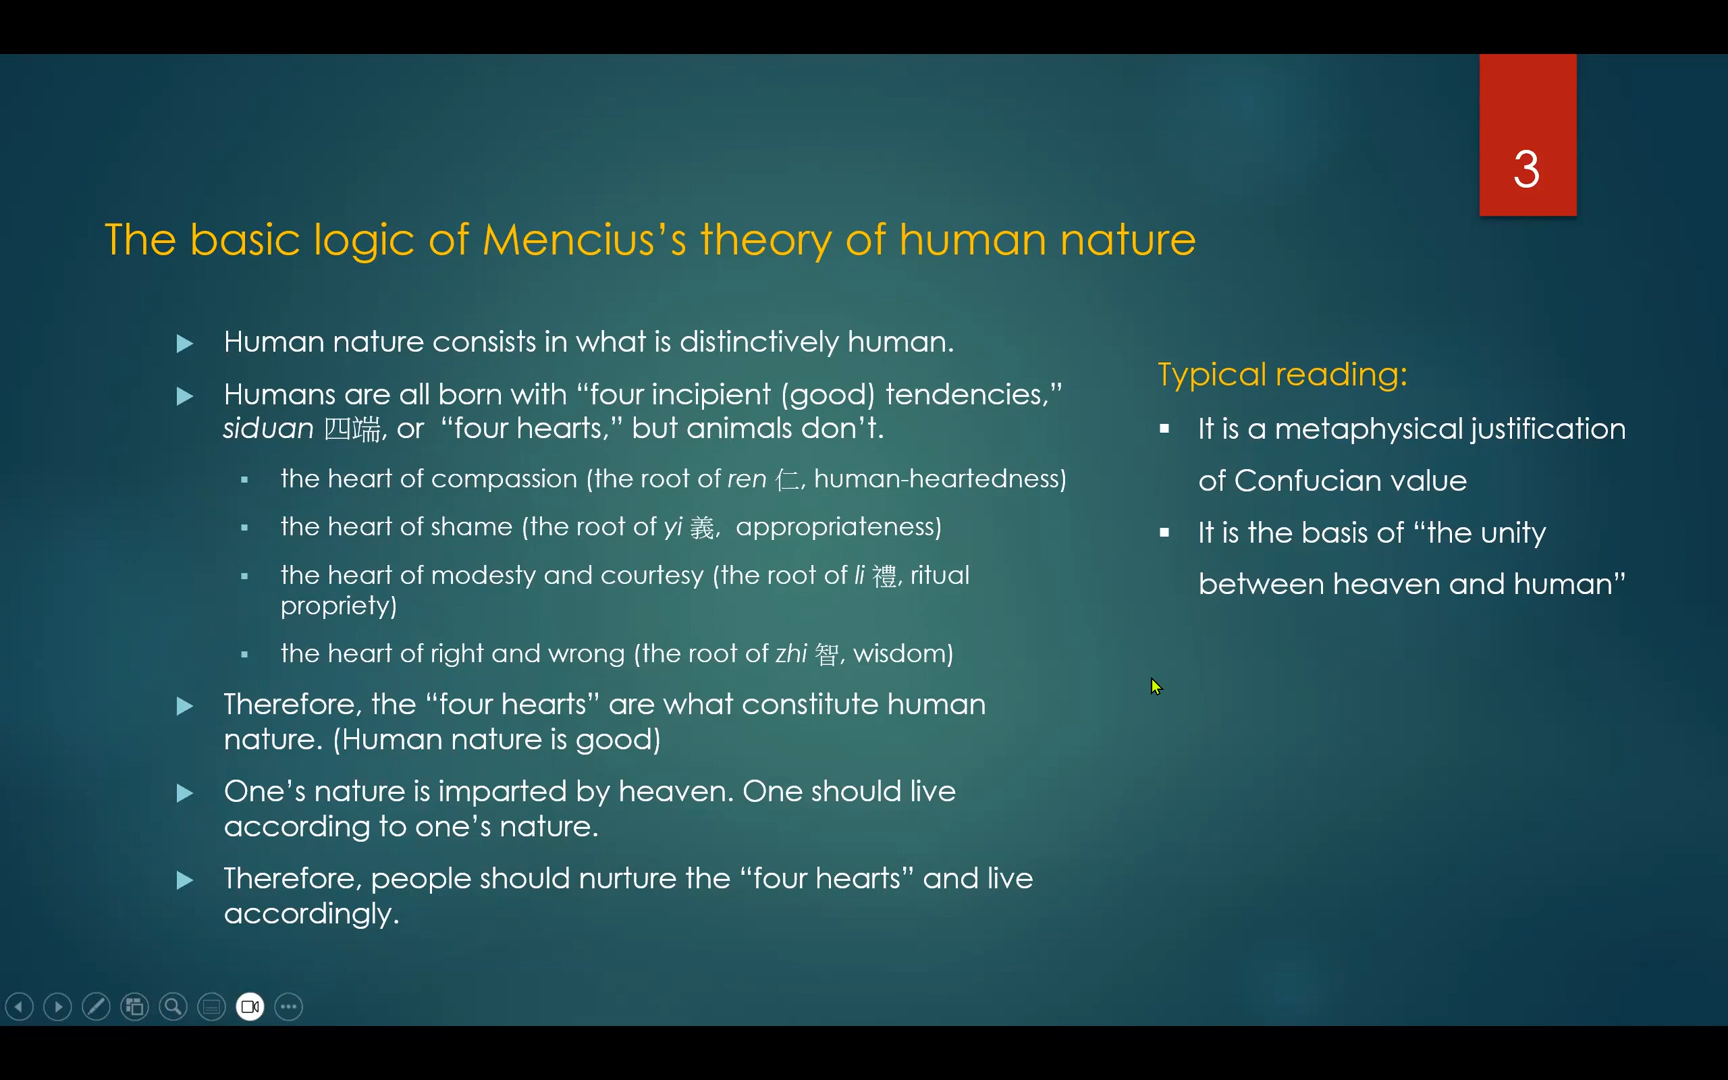 3
The basic logic of Mencius’s theory of human nature
Human nature consists in what is distinctively human.
Humans are all born with “four incipient (good) tendencies,”
siduan 四端, or “four hearts,” but animals don’t.
the heart of compassion (the root of ren 仁, human-heartedness)
the heart of shame (the root of yi 義, appropriateness)
the heart of modesty and courtesy (the root of li 禮, ritual
propriety)
the heart of right and wrong (the root of zhi 智, wisdom)
Therefore, the “four hearts” are what constitute human
nature. (Human nature is good)
One’s nature is imparted by heaven. One should live
according to one’s nature.
Therefore, people should nurture the “four hearts” and live
accordingly.
Typical reading:
It is a metaphysical justification
of Confucian value
It is the basis of “the unity
between heaven and human”